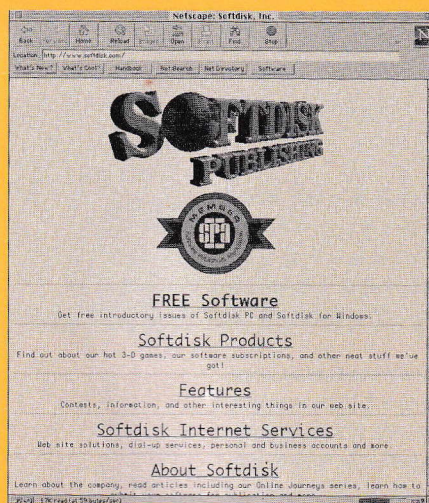 Netscape: Softdisk, Inc.
Back Home Reload Open Find Stop
N
Location: http://www.softdisk.com/
What's New? What's Cool? Handbook Net Search Net Directory Software
SOFTDISK
PUBLISHING
MEMBER
SPA
FREE Software
Get free introductory issues of Softdisk PC and Softdisk for Windows.
Softdisk Products
Find out about our hot 3-D games, our software subscriptions, and other neat stuff we've
got!
Features
Contests, information, and other interesting things in our web site.
Softdisk Internet Services
Web site solutions, dial-up services, personal and business accounts and more.
About Softdisk
Learn about the company, read articles including our Online Journeys series, learn how to